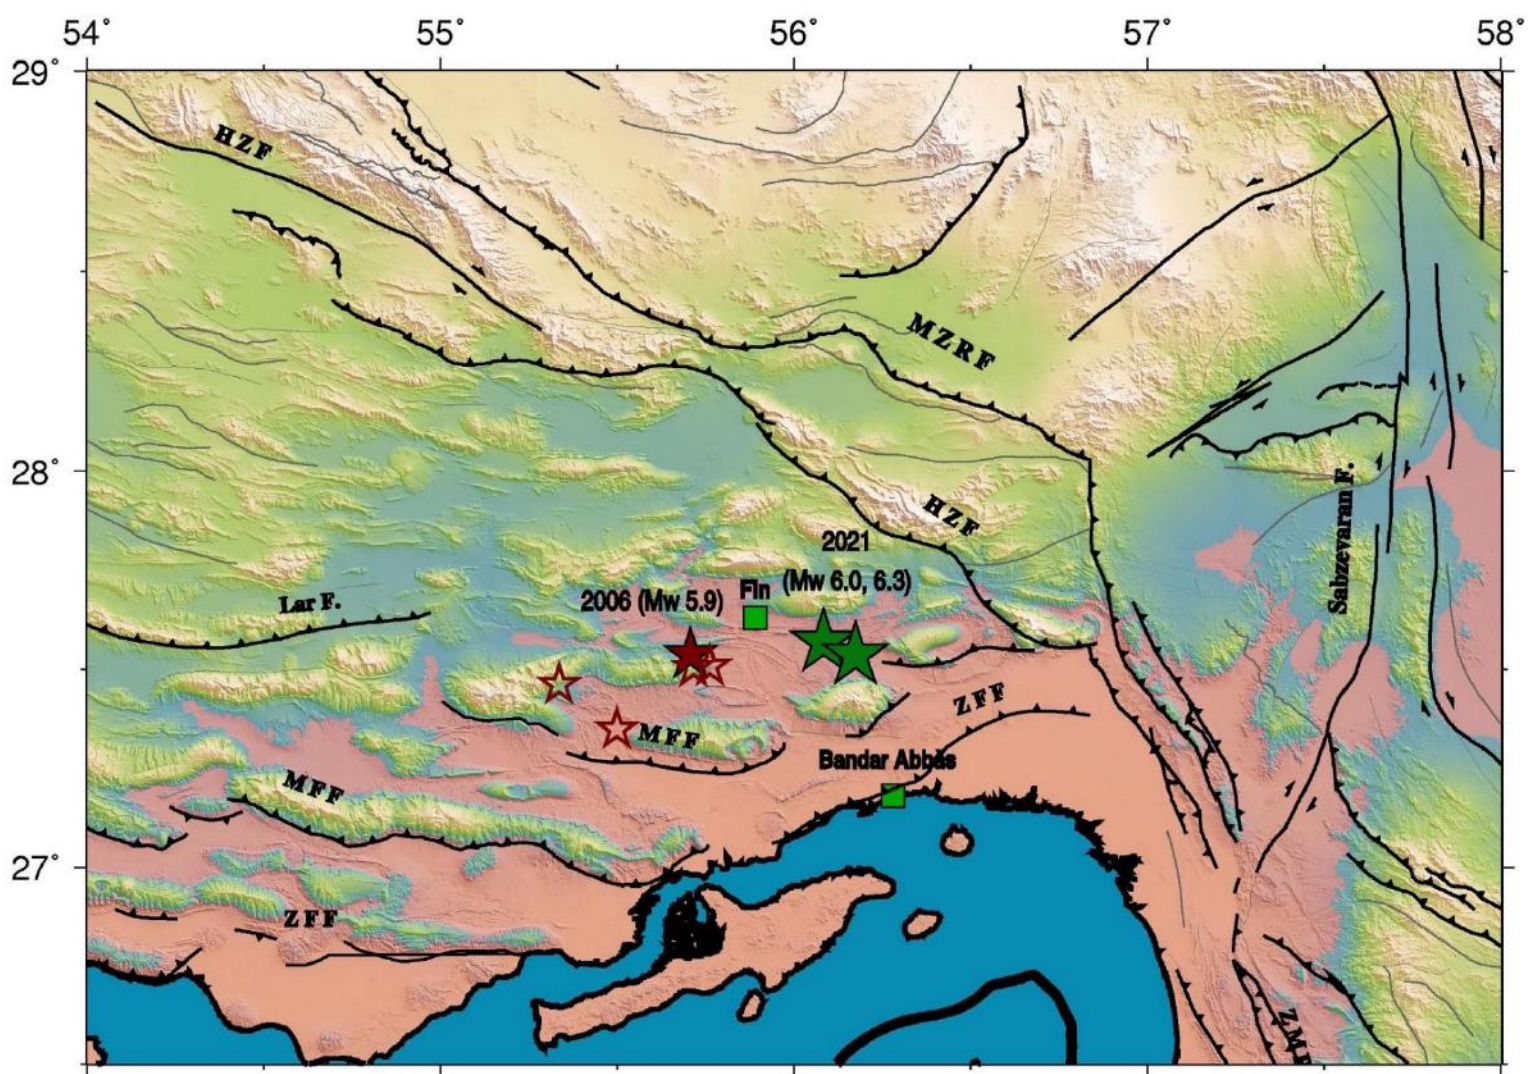 54°
55°
56°
57°
58°
29°
HZF
MZRF
28°
HZF
Sabzevaran F.
2021
(Mw 6.0, 6.3)
Fin
2006 (Mw 5.9)
Lar F.
ZFF
MFF
Bandar Abbas
MFF
27°
ZFF
ZMF